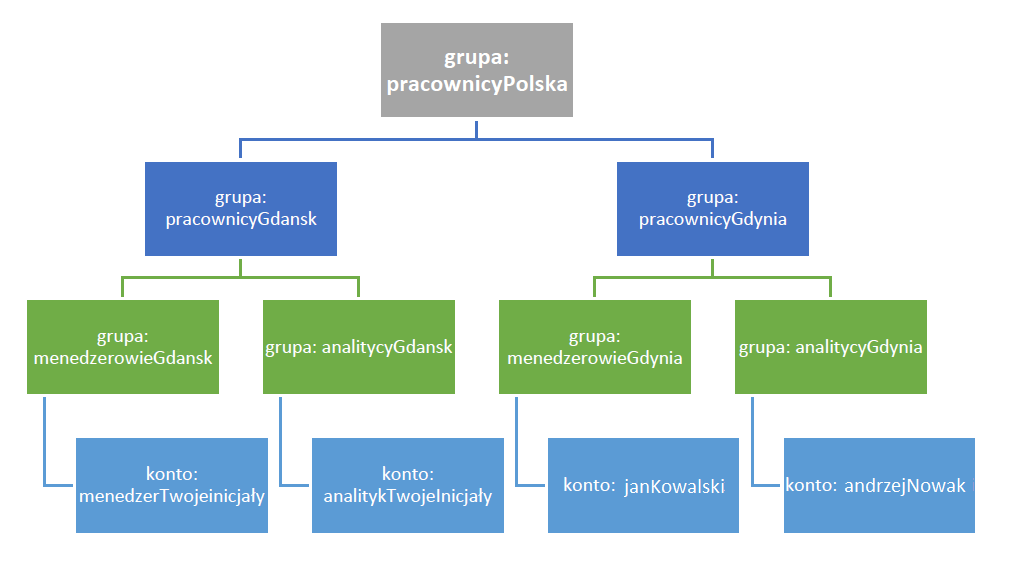 grupa:
pracownicyPolska
grupa:
pracownicyGdansk
grupa:
pracownicyGdynia
grupa:
menedzerowieGdansk
grupa: analitycyGdansk
grupa:
menedzerowieGdynia
grupa: analitycyGdynia
konto:
menedzerTwojeinicjały
konto:
analitykTwojeInicjały
konto: janKowalski
konto: andrzejNowak